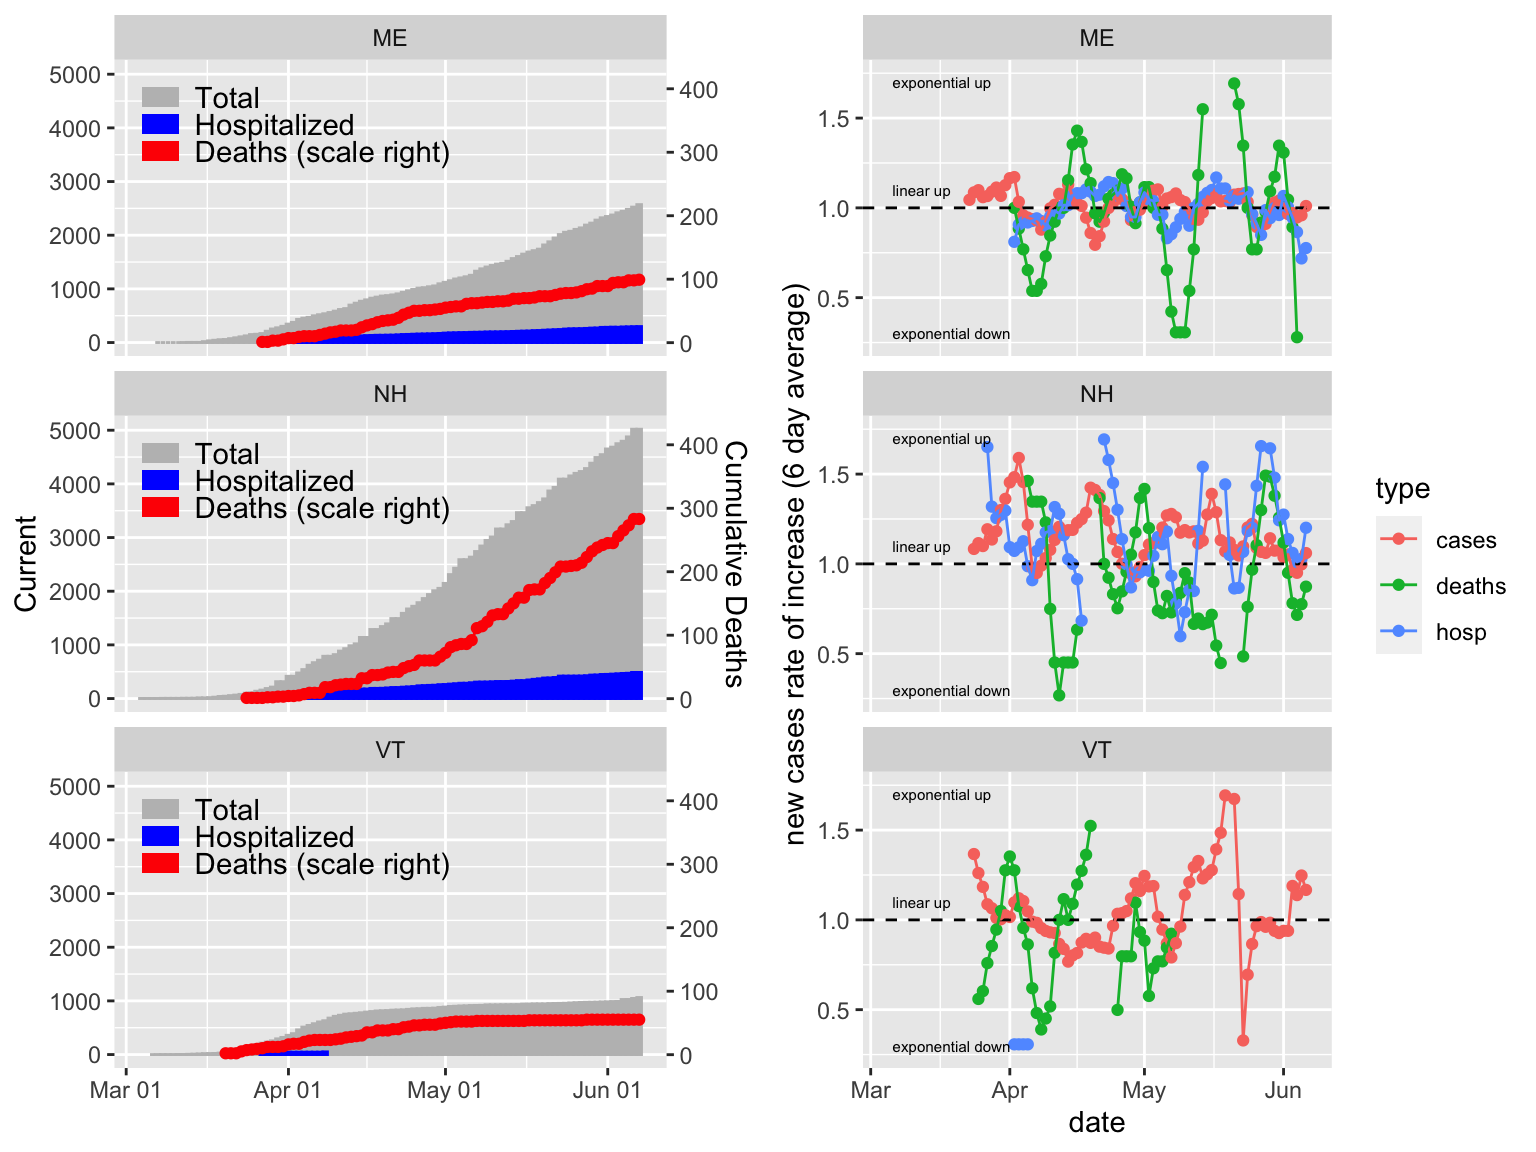 ME
5000
4000
3000
2000
1000
0
400
300
200
100
0
Total
Hospitalized
Deaths (scale right)
NH
5000
4000
3000
2000
1000
0
400
300
200
100
0
Total
Hospitalized
Deaths (scale right)
VT
5000
4000
3000
2000
1000
0
400
300
200
100
0
Total
Hospitalized
Deaths (scale right)
Mar 01
Apr 01
May 01
Jun 01
Current
Cumulative Deaths
ME
1.5
1.0
0.5
exponential up
linear up
exponential down
NH
1.5
1.0
0.5
exponential up
linear up
exponential down
VT
1.5
1.0
0.5
exponential up
linear up
exponential down
Mar
Apr
May
Jun
date
new cases rate of increase (6 day average)
type
cases
deaths
hosp